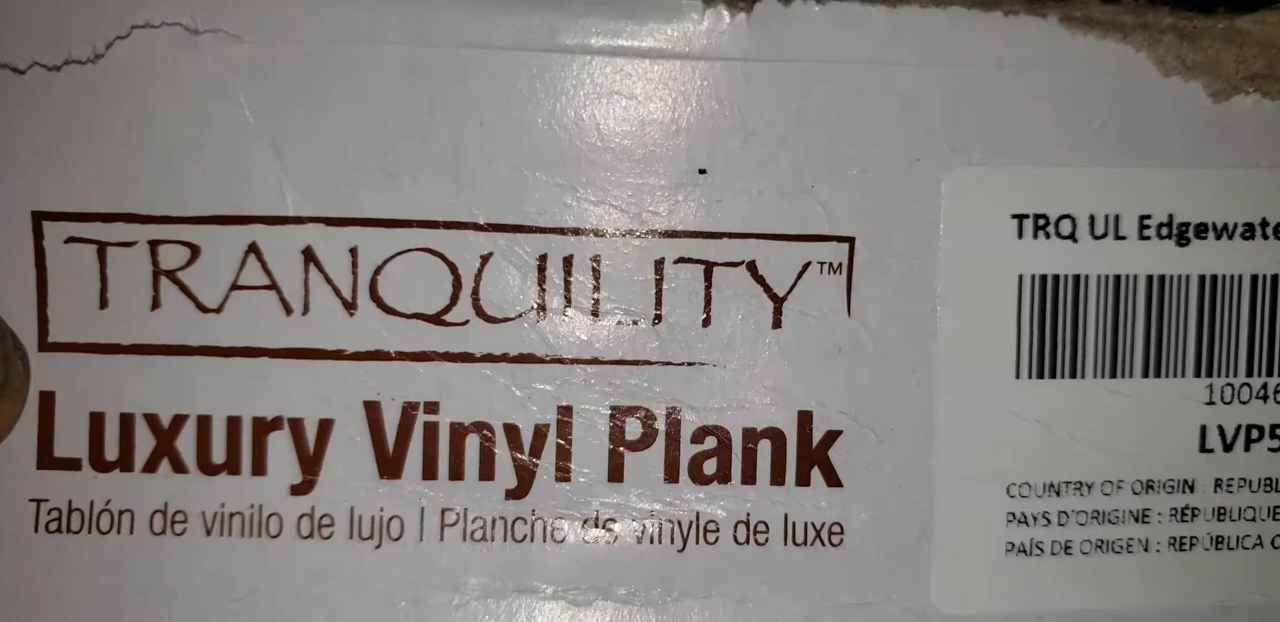 TRANQUILITY™
Luxury Vinyl Plank
Tablón de vinilo de lujo | Planche de vinyle de luxe
TRQ UL Edgewate
10046
LVP5
COUNTRY OF ORIGIN : REPUBL
PAYS D'ORIGINE : RÉPUBLIQUE
PAÍS DE ORIGEN : REPÚBLICA